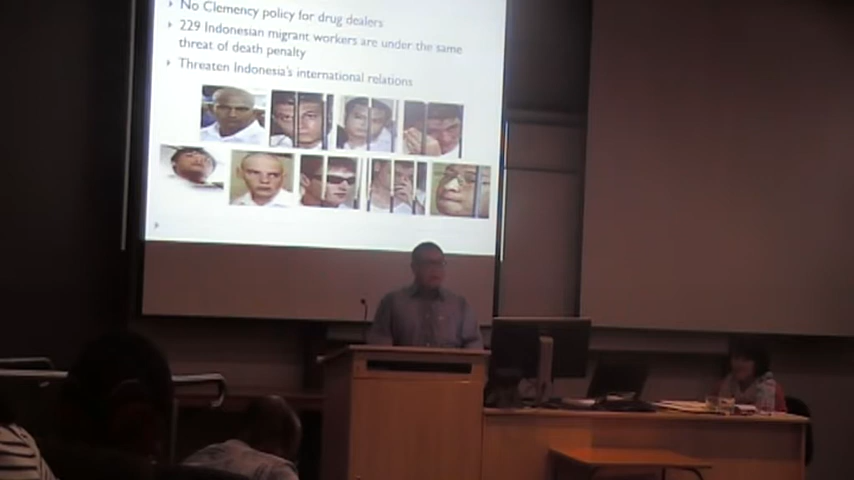 No Clemency policy for drug dealers
229 Indonesian migrant workers are under the same
threat of death penalty
Threaten Indonesia's international relations